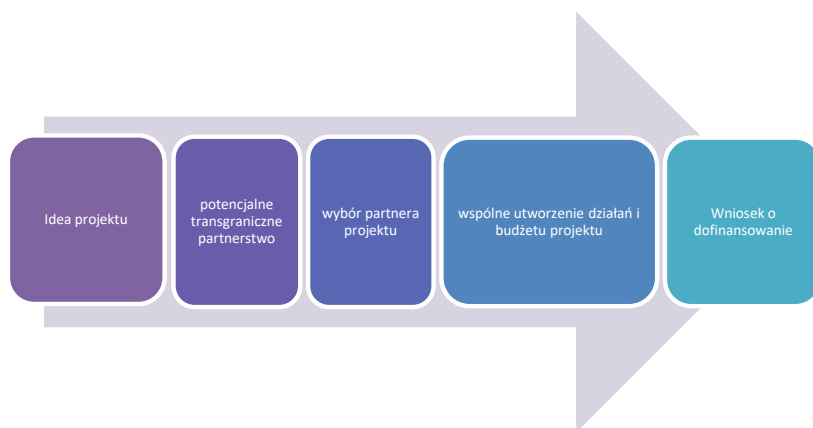 Idea projektu
potencjalne
transgraniczne
partnerstwo
wybór partnera
projektu
wspólne utworzenie działań i
budżetu projektu
Wniosek o
dofinansowanie